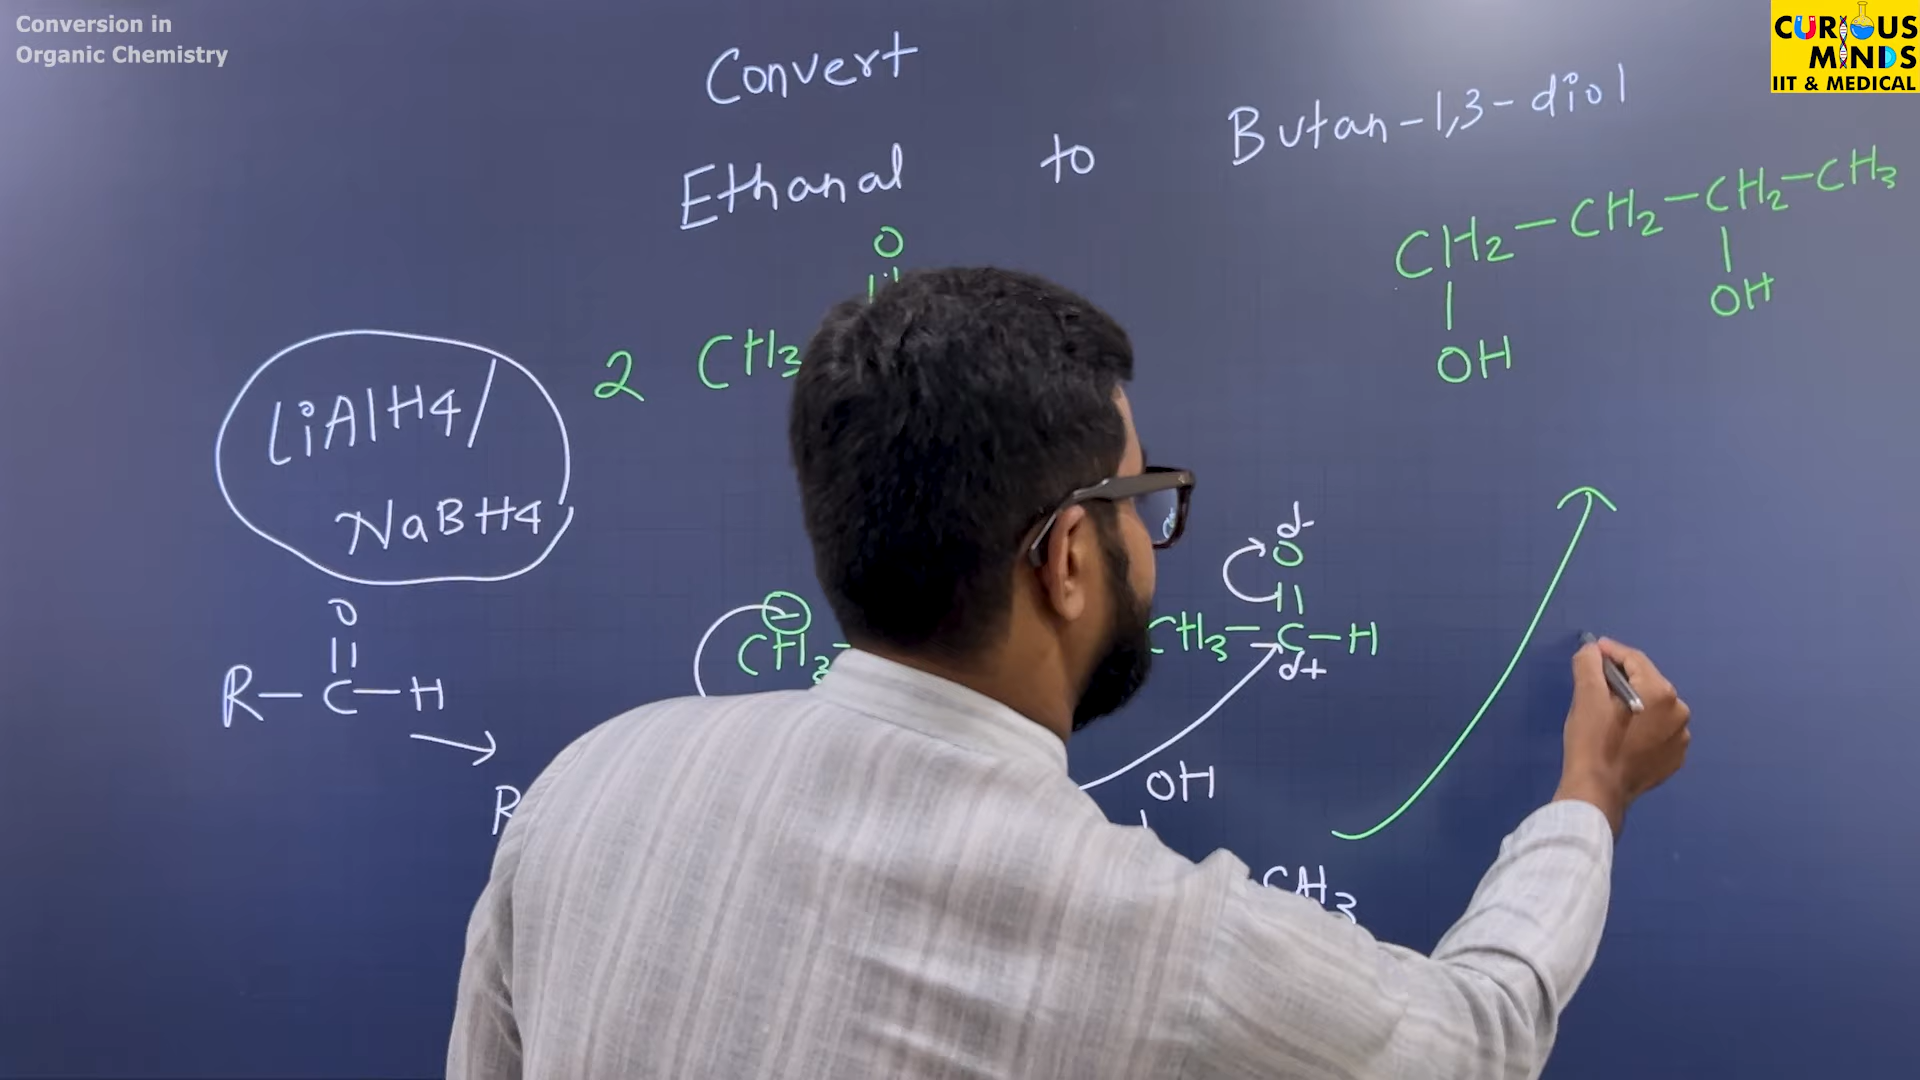 Conversion in
Organic Chemistry
CURIOUS
MINDS
IIT & MEDICAL
Convert
Ethanal to Butan-1,3-diol
CH2-CH2-CH2-CH3
OH
OH
O
2 CH3
LiAlH4/
NaBH4
O
R-C-H
R
CH3
δ-
O
CH3-C-H
δ+
OH
CH3